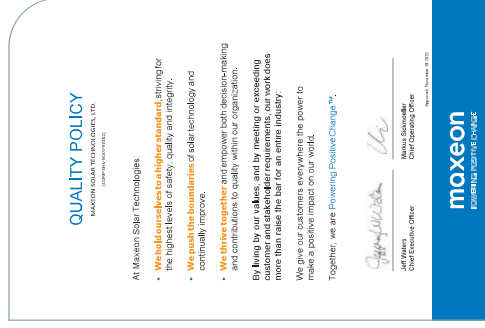 QUALITY POLICY
MAXEON SOLAR TECHNOLOGIES, LTD.
At Maxeon Solar Technologies:
• We hold ourselves to a higher standard, striving for
the highest levels of safety, quality and integrity.
• We push the boundaries of solar technology and
continually improve.
• We thrive together and empower both decision-making
and contributions to quality within our organization.
By living by our values, and by meeting or exceeding
customer and stakeholder requirements, our work does
more than raise the bar for an entire industry:
We give our customers everywhere the power to
make a positive impact on our world.
Together, we are Powering Positive Change™.
Jeff Waters
Chief Executive Officer
Markus Sickmoeller
Chief Operating Officer
maxeon
POWERING POSITIVE CHANGE